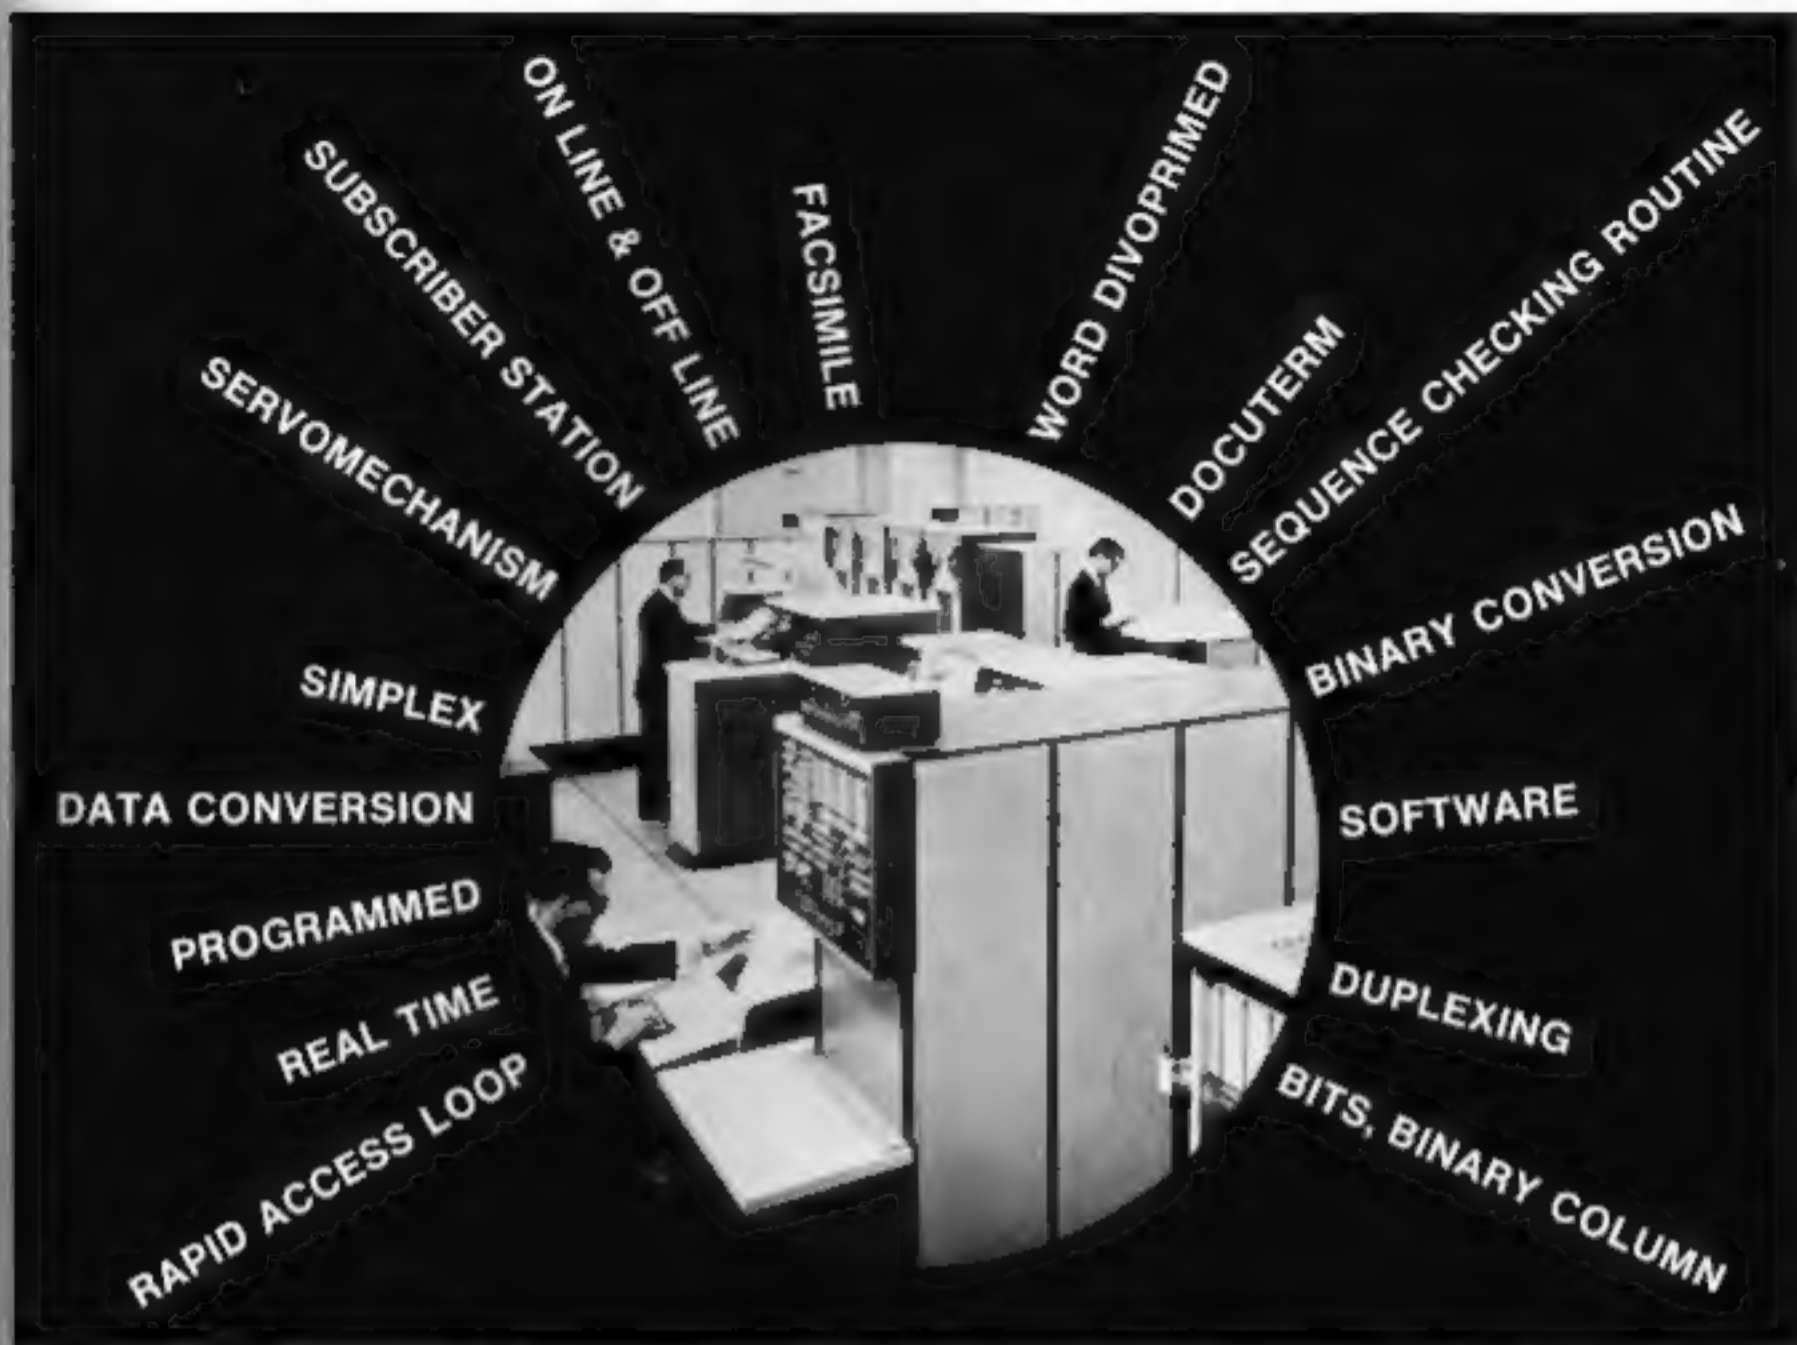 RAPID ACCESS LOOP
REAL TIME
PROGRAMMED
DATA CONVERSION
SIMPLEX
SERVOMECHANISM
SUBSCRIBER STATION
ON LINE & OFF LINE
FACSIMILE
WORD DIVOPRIMED
DOCUTERM
SEQUENCE CHECKING ROUTINE
BINARY CONVERSION
SOFTWARE
DUPLEXING
BITS, BINARY COLUMN